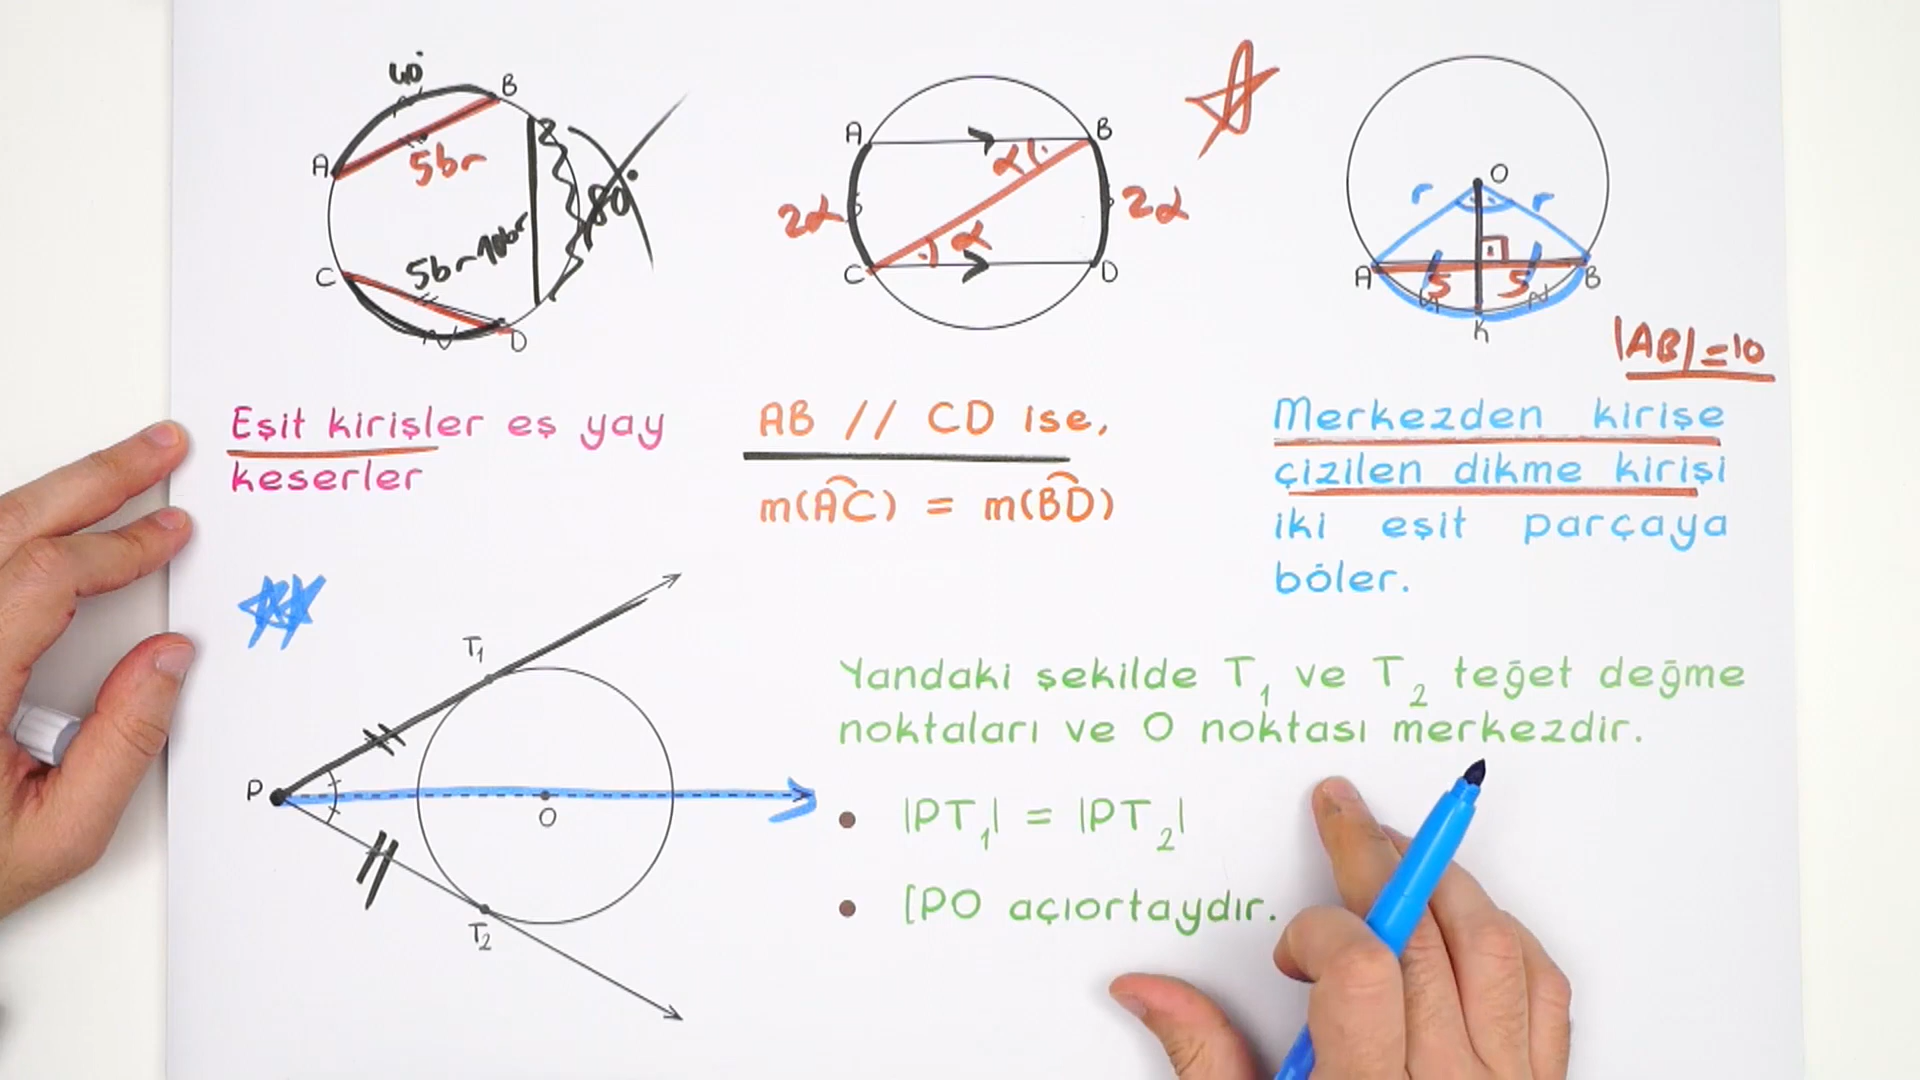 40°
B
A
5br
C
5br
10br
80°
D
A
B
α
2α
2α
α
C
D
O
r
r
A
5
5
B
K
|AB|=10
Eşit kirişler eş yay
keserler
AB // CD ise,
m(AC) = m(BD)
Merkezden kirişe
çizilen dikme kirişi
iki eşit parçaya
böler.
T1
P
O
T2
Yandaki şekilde T1 ve T2 teğet değme
noktaları ve O noktası merkezdir.
• |PT1| = |PT2|
• [PO açıortaydır.